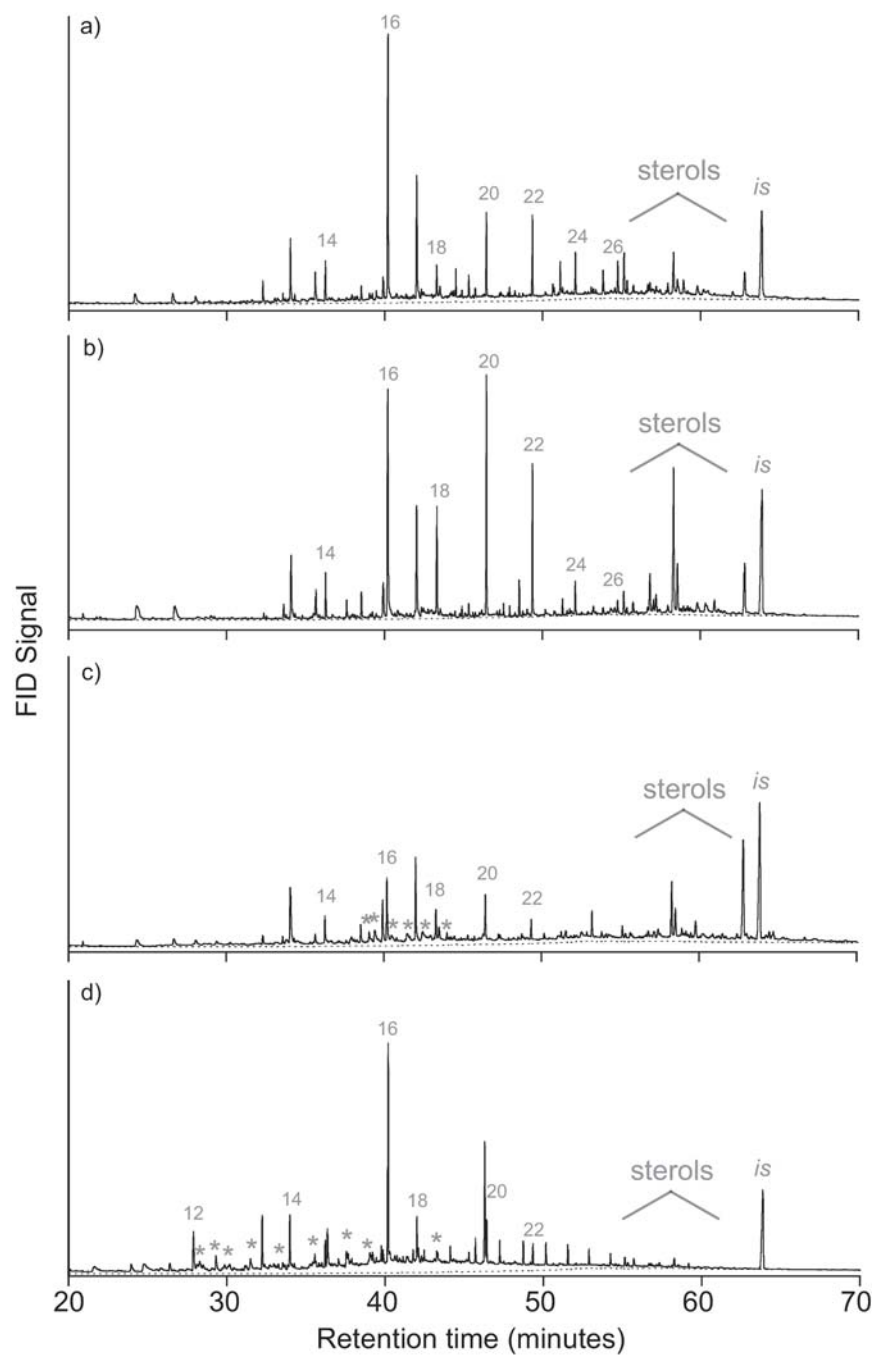 a)
16
sterols
is
20
22
14
18
24
26
b)
20
16
sterols
22
is
18
14
24
26
c)
is
sterols
16
20
14
18
22
* * * * * *
d)
16
sterols
is
12
14
18
20
22
* * * * * * * * *
FID Signal
20 30 40 50 60 70
Retention time (minutes)